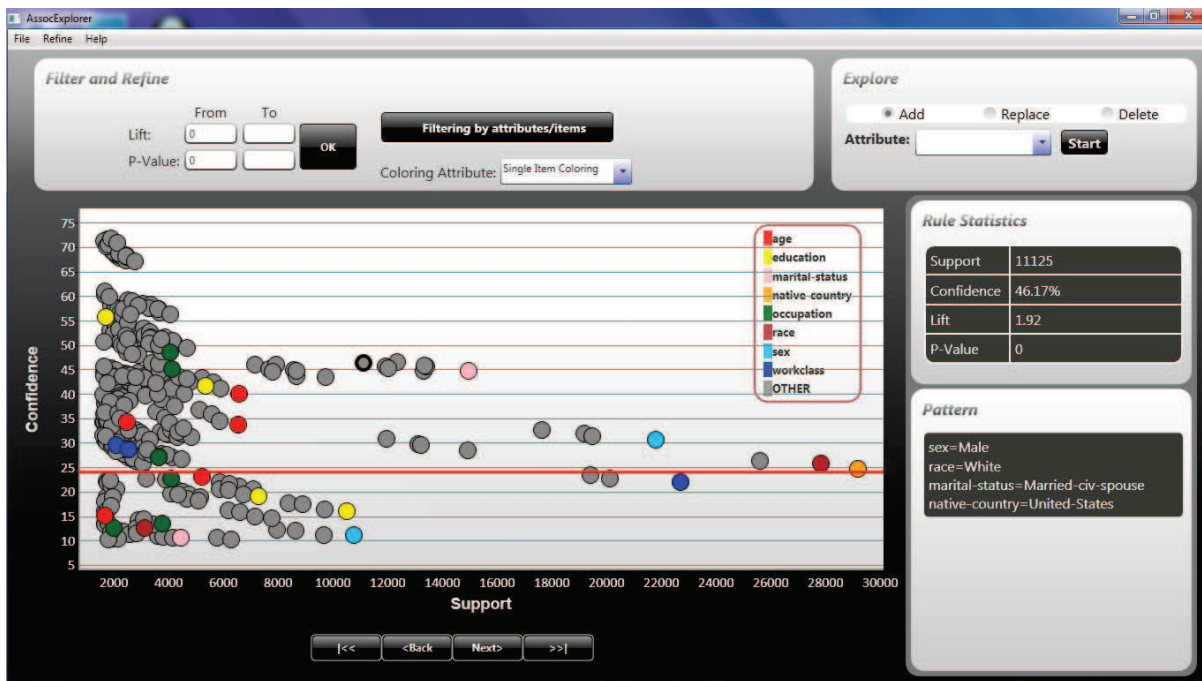 AssocExplorer
File Refine Help
Filter and Refine
From To
Lift: 0
P-Value: 0
OK
Filtering by attributes/items
Coloring Attribute: Single Item Coloring
Explore
Add Replace Delete
Attribute: Start
75
70
65
60
55
50
45
40
35
30
25
20
15
10
5
Confidence
age
education
marital-status
native-country
occupation
race
sex
workclass
OTHER
2000 4000 6000 8000 10000 12000 14000 16000 18000 20000 22000 24000 26000 28000 30000
Support
|<< <Back Next> >>|
Rule Statistics
Support 11125
Confidence 46.17%
Lift 1.92
P-Value 0
Pattern
sex=Male
race=White
marital-status=Married-civ-spouse
native-country=United-States